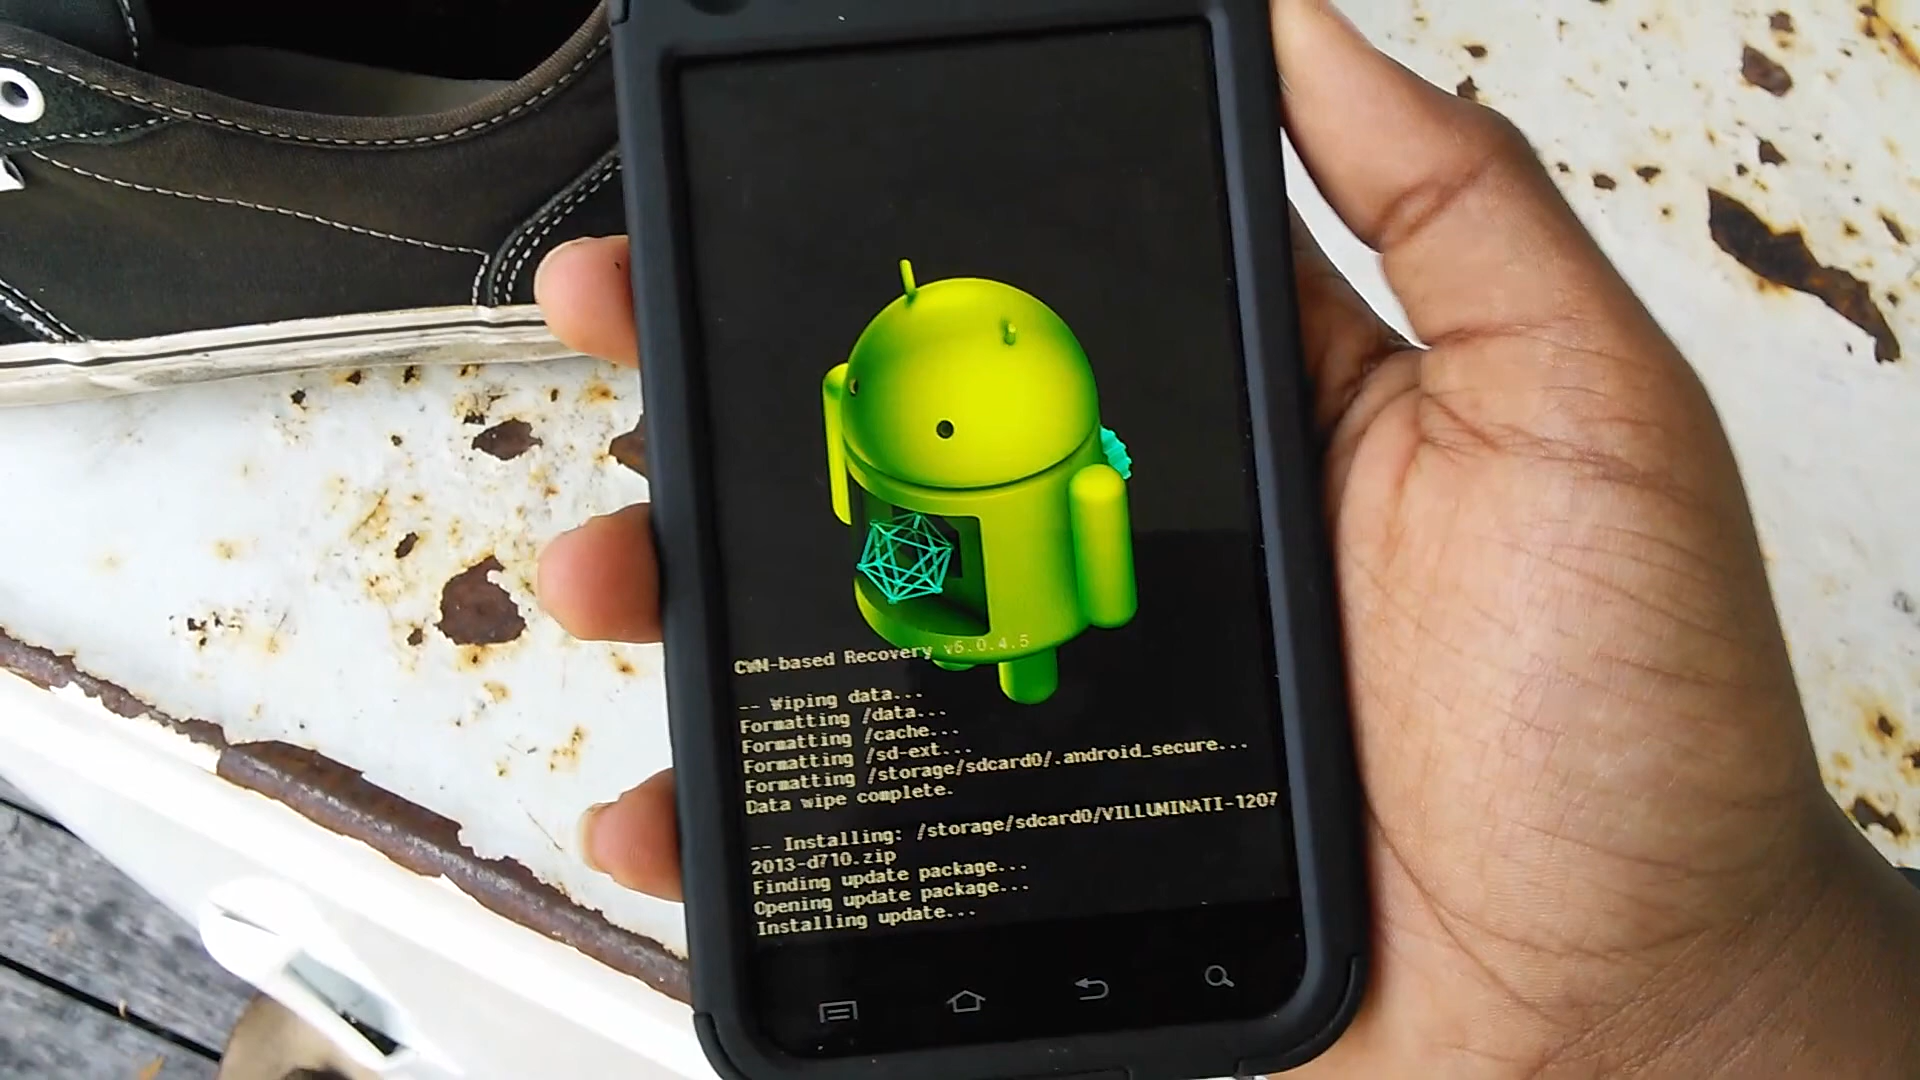 CWM-based Recovery v6.0.4.5
-- Wiping data...
Formatting /data...
Formatting /cache...
Formatting /sd-ext...
Formatting /storage/sdcard0/.android_secure...
Data wipe complete.
-- Installing: /storage/sdcard0/VILLUMINATI-1207
2013-d710.zip
Finding update package...
Opening update package...
Installing update...